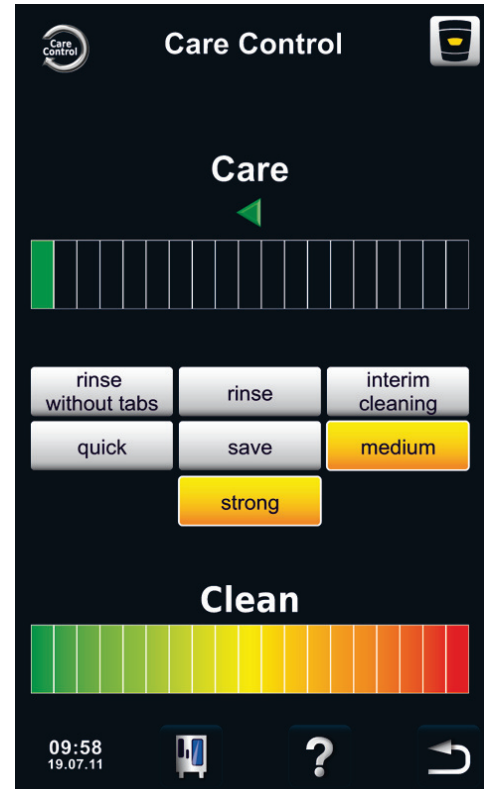 Care
Control
Care Control
Care
rinse
without tabs
rinse
interim
cleaning
quick
save
medium
strong
Clean
09:58
19.07.11
?